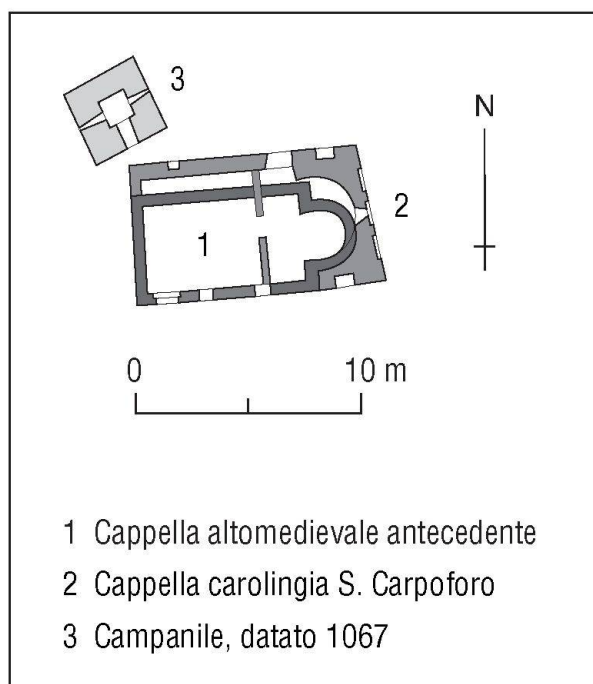 3
N
2
1
0 10 m
1 Cappella altomedievale antecedente
2 Cappella carolingia S. Carpoforo
3 Campanile, datato 1067